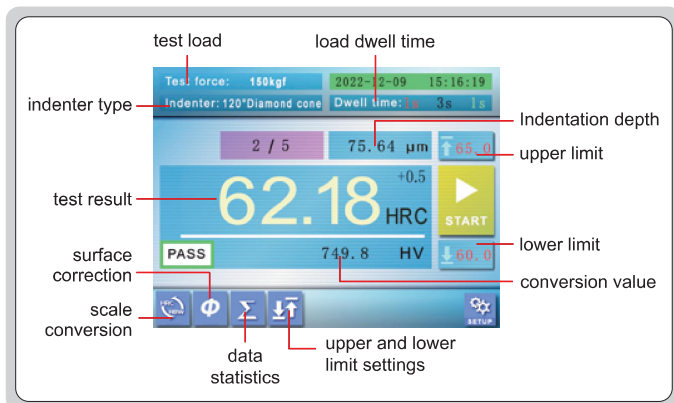 test load
load dwell time
Test force: 150kgf
2022-12-09 15:16:19
indenter type
Indenter: 120°Diamond cone
Dwell time: 1s 3s 1s
Indentation depth
2 / 5
75.64 μm
65.0
upper limit
+0.5
test result
62.18 HRC
START
PASS
749.8 HV
60.0
lower limit
surface
correction
conversion value
HRC
HBW
Φ
Σ
SETUP
scale
conversion
data
statistics
upper and lower
limit settings